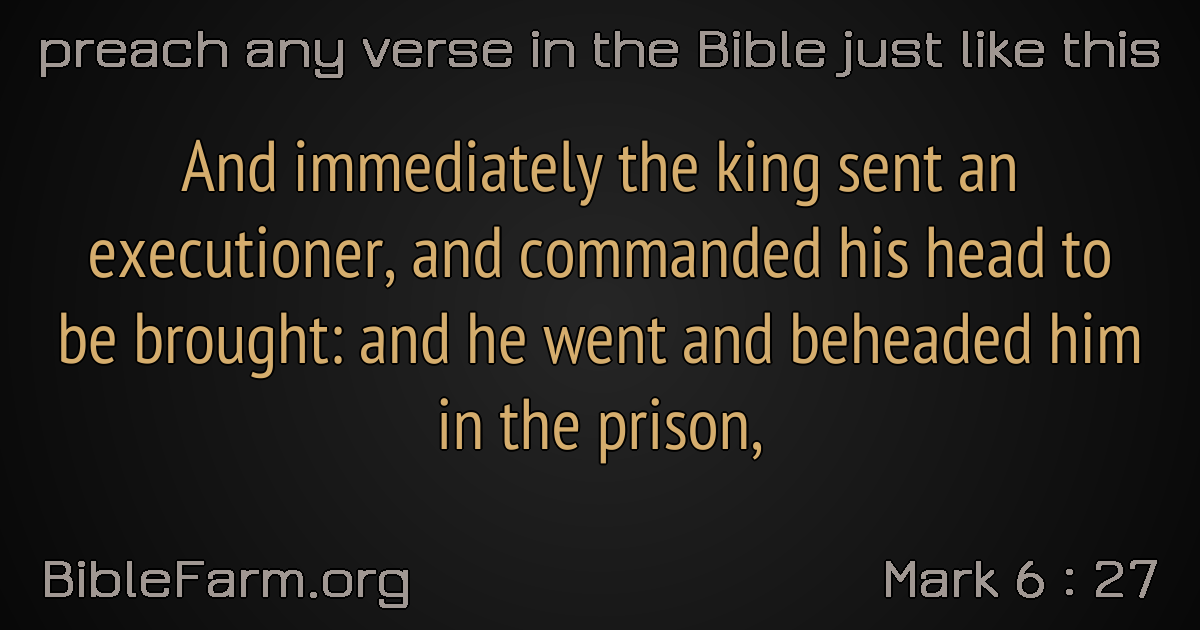 preach any verse in the Bible just like this
And immediately the king sent an
executioner, and commanded his head to
be brought: and he went and beheaded him
in the prison,
BibleFarm.org
Mark 6 : 27